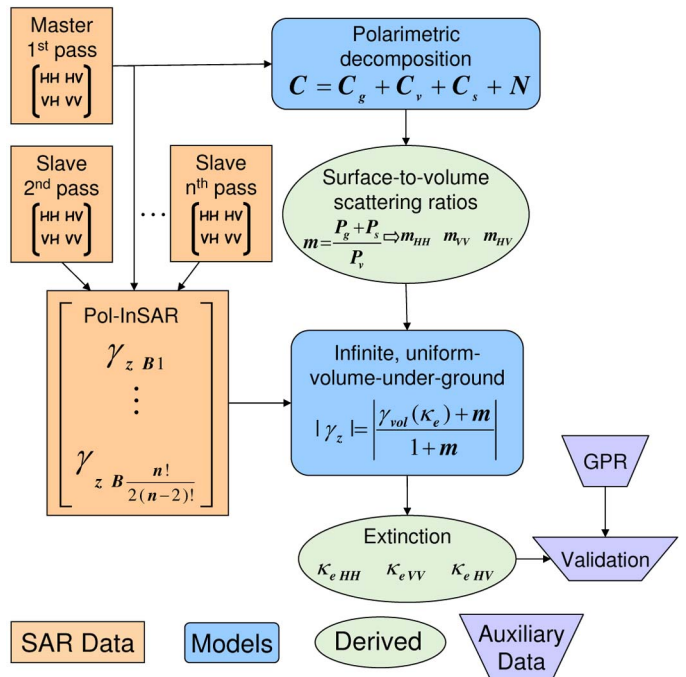 Master
1st pass
HH HV
VH VV
Polarimetric
decomposition
C = Cg + Cv + Cs + N
Slave
2nd pass
HH HV
VH VV
...
Slave
nth pass
HH HV
VH VV
Surface-to-volume
scattering ratios
m = (Pg + Ps)/Pv ⇨ mHH mVV mHV
Pol-InSAR
γz B1
⋮
γz B n!/2(n−2)!
Infinite, uniform-
volume-under-ground
|γz| = |(γvol(κe) + m)/(1 + m)|
GPR
Extinction
κe HH κe VV κe HV
Validation
SAR Data
Models
Derived
Auxiliary
Data